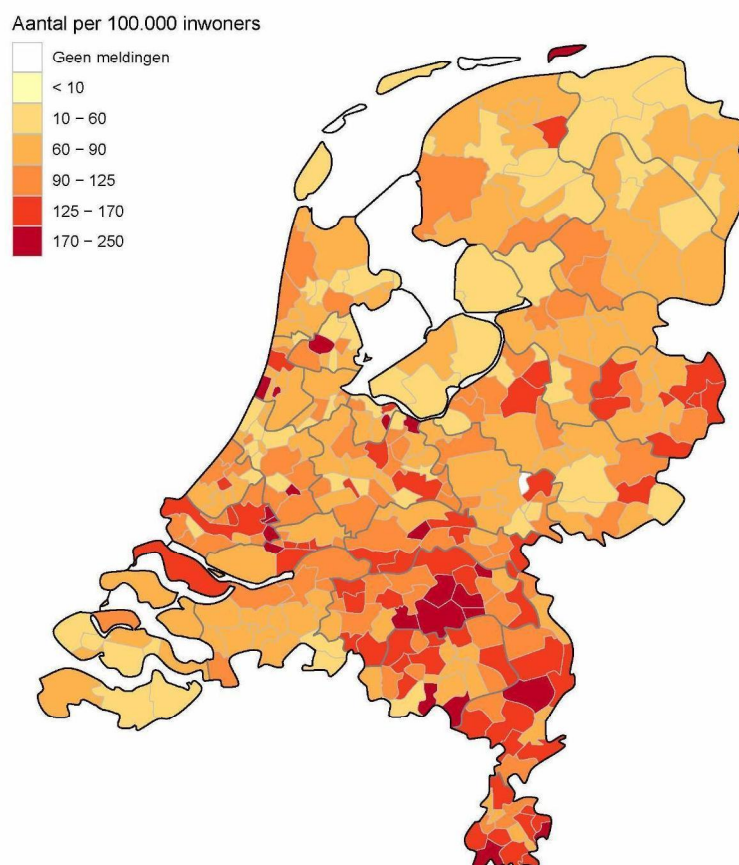 Aantal per 100.000 inwoners
Geen meldingen
< 10
10 – 60
60 – 90
90 – 125
125 – 170
170 – 250